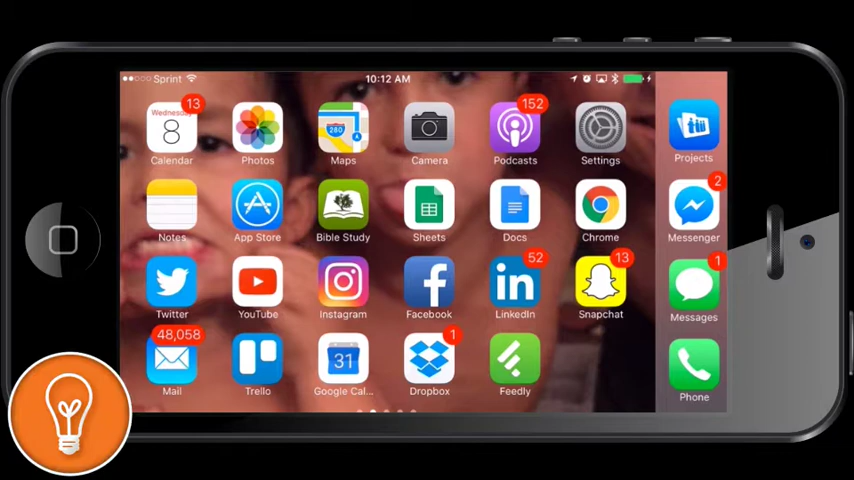 Sprint 10:12 AM
13 152
Wednesday 280
8
Calendar Photos Maps Camera Podcasts Settings Projects
2
Notes App Store Bible Study Sheets Docs Chrome Messenger
52 13 1
in
Twitter YouTube Instagram Facebook LinkedIn Snapchat Messages
48,058 1
31
Mail Trello Google Cal... Dropbox Feedly Phone